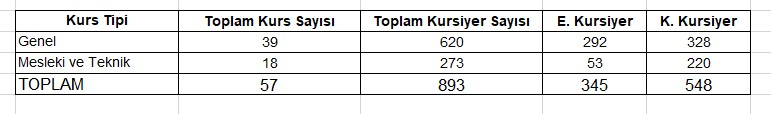 Kurs Tipi Toplam Kurs Sayısı Toplam Kursiyer Sayısı E. Kursiyer K. Kursiyer
Genel 39 620 292 328
Mesleki ve Teknik 18 273 53 220
TOPLAM 57 893 345 548